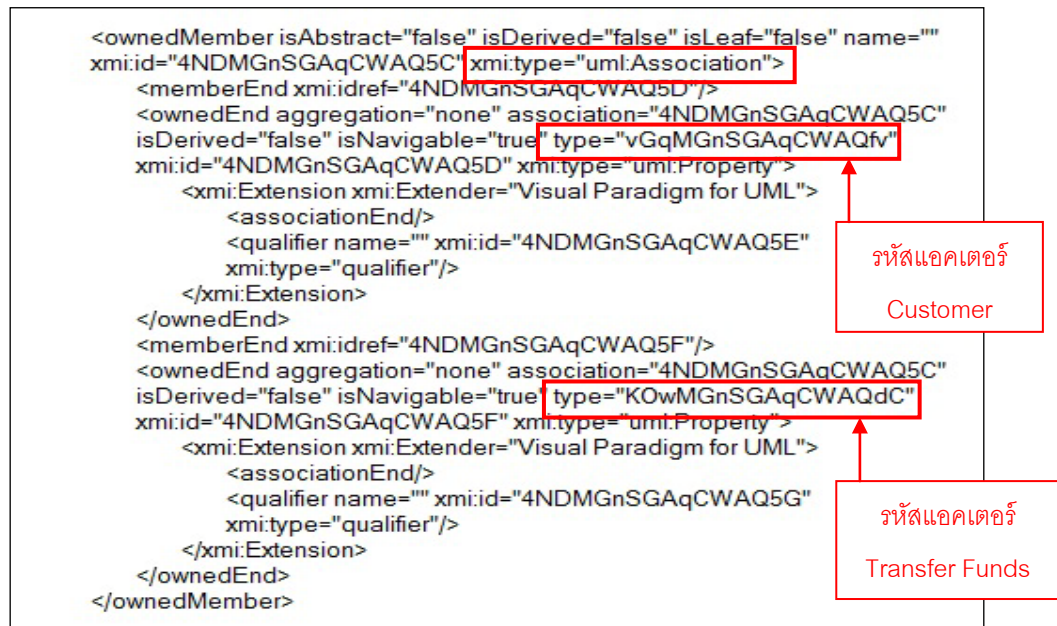 <ownedMember isAbstract="false" isDerived="false" isLeaf="false" name=""
xmi:id="4NDMGnSGAqCWAQ5C" xmi:type="uml:Association">
<memberEnd xmi:idref="4NDMGnSGAqCWAQ5D"/>
<ownedEnd aggregation="none" association="4NDMGnSGAqCWAQ5C"
isDerived="false" isNavigable="true" type="vGqMGnSGAqCWAQfv"
xmi:id="4NDMGnSGAqCWAQ5D" xmi:type="uml:Property">
<xmi:Extension xmi:Extender="Visual Paradigm for UML">
<associationEnd/>
<qualifier name="" xmi:id="4NDMGnSGAqCWAQ5E"
xmi:type="qualifier"/>
</xmi:Extension>
</ownedEnd>
<memberEnd xmi:idref="4NDMGnSGAqCWAQ5F"/>
<ownedEnd aggregation="none" association="4NDMGnSGAqCWAQ5C"
isDerived="false" isNavigable="true" type="KOwMGnSGAqCWAQdC"
xmi:id="4NDMGnSGAqCWAQ5F" xmi:type="uml:Property">
<xmi:Extension xmi:Extender="Visual Paradigm for UML">
<associationEnd/>
<qualifier name="" xmi:id="4NDMGnSGAqCWAQ5G"
xmi:type="qualifier"/>
</xmi:Extension>
</ownedEnd>
</ownedMember>
รหัสแอคเตอร์
Customer
รหัสแอคเตอร์
Transfer Funds